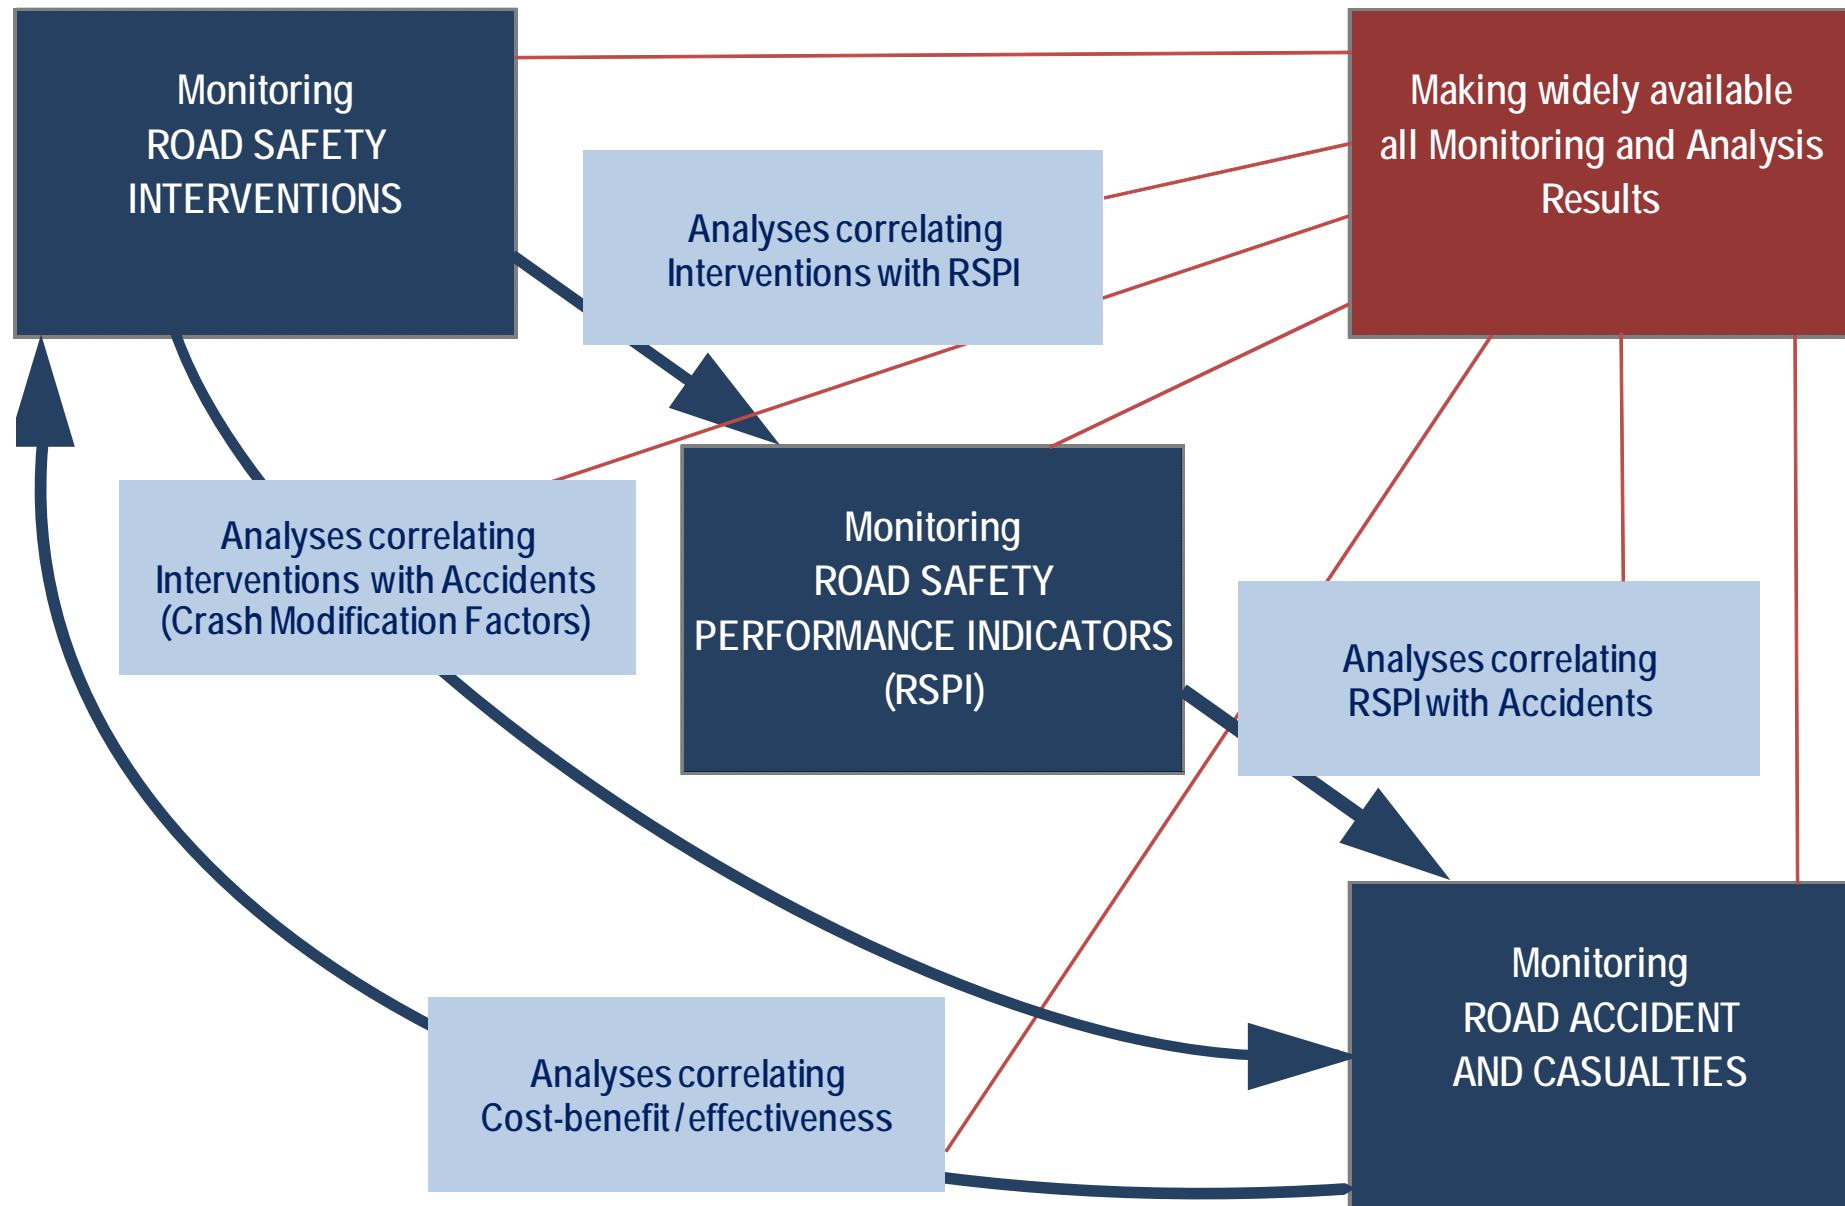 Monitoring
ROAD SAFETY
INTERVENTIONS
Making widely available
all Monitoring and Analysis
Results
Analyses correlating
Interventions with RSPI
Analyses correlating
Interventions with Accidents
(Crash Modification Factors)
Monitoring
ROAD SAFETY
PERFORMANCE INDICATORS
(RSPI)
Analyses correlating
RSPI with Accidents
Analyses correlating
Cost-benefit / effectiveness
Monitoring
ROAD ACCIDENT
AND CASUALTIES